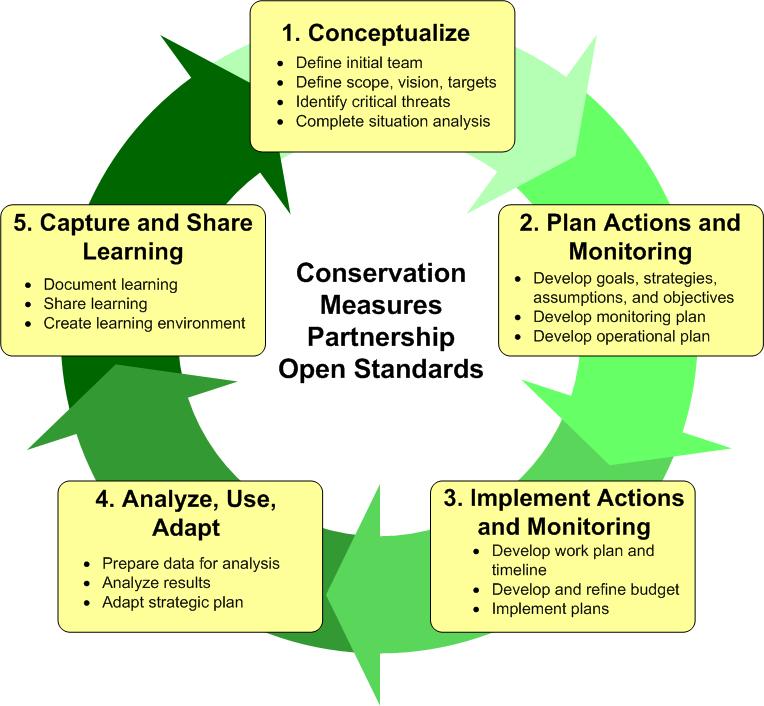 1. Conceptualize
• Define initial team
• Define scope, vision, targets
• Identify critical threats
• Complete situation analysis
2. Plan Actions and
Monitoring
• Develop goals, strategies,
assumptions, and objectives
• Develop monitoring plan
• Develop operational plan
3. Implement Actions
and Monitoring
• Develop work plan and
timeline
• Develop and refine budget
• Implement plans
4. Analyze, Use,
Adapt
• Prepare data for analysis
• Analyze results
• Adapt strategic plan
5. Capture and Share
Learning
• Document learning
• Share learning
• Create learning environment
Conservation
Measures
Partnership
Open Standards